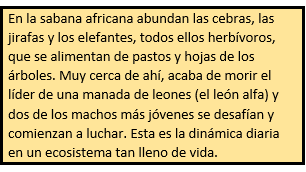 En la sabana africana abundan las cebras, las
jirafas y los elefantes, todos ellos herbívoros,
que se alimentan de pastos y hojas de los
árboles. Muy cerca de ahí, acaba de morir el
líder de una manada de leones (el león alfa) y
dos de los machos más jóvenes se desafían y
comienzan a luchar. Esta es la dinámica diaria
en un ecosistema tan lleno de vida.